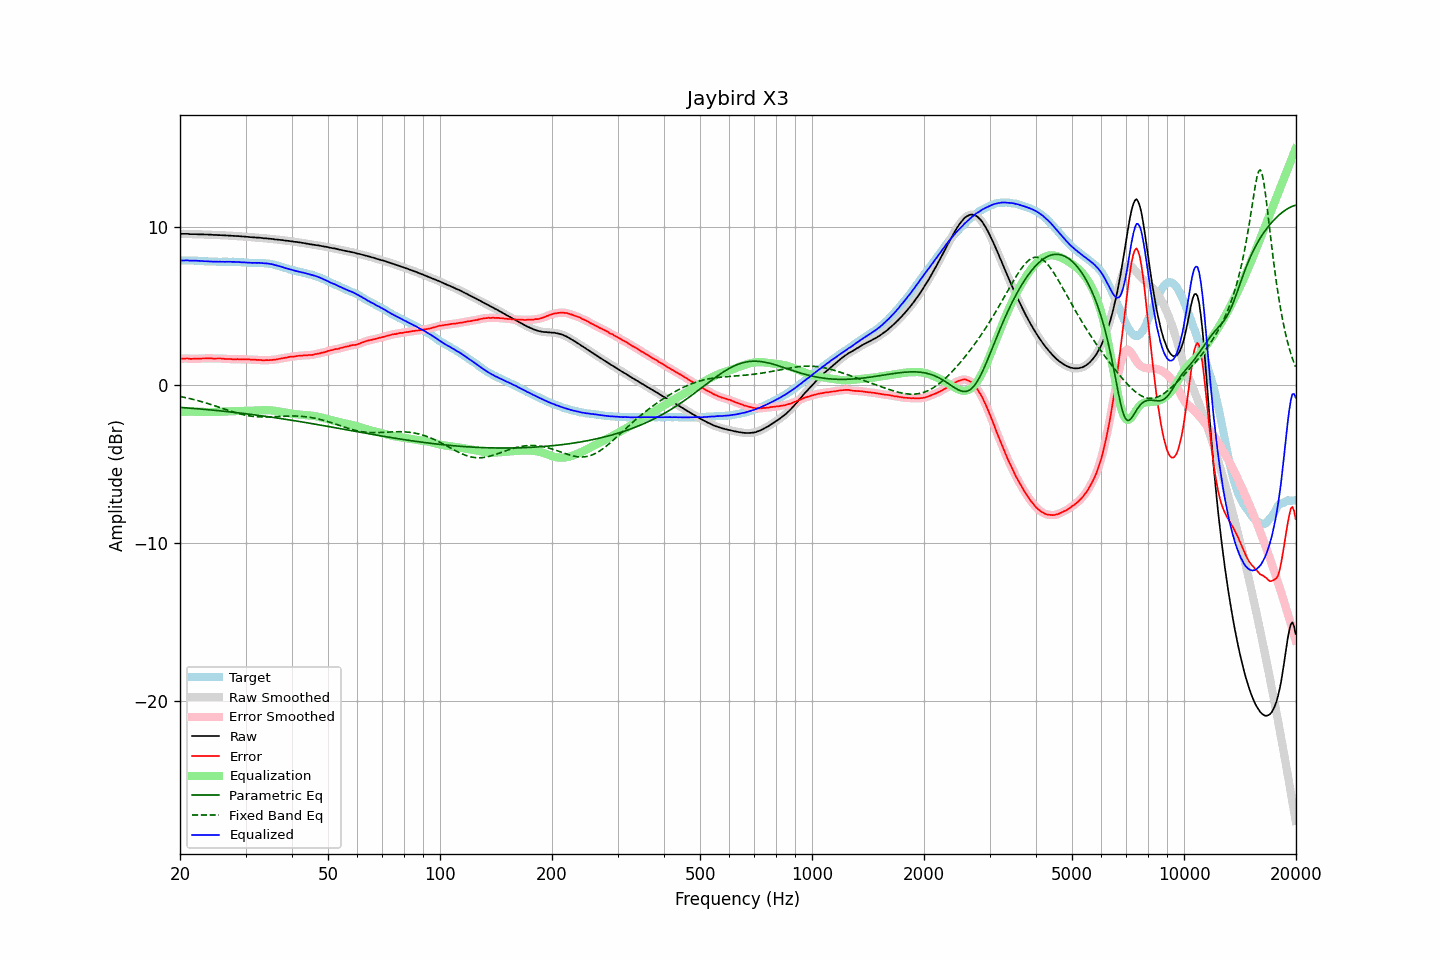 Jaybird X3
Amplitude (dBr)
10
0
−10
−20
Target
Raw Smoothed
Error Smoothed
Raw
Error
Equalization
Parametric Eq
Fixed Band Eq
Equalized
20 50 100 200 500 1000 2000 5000 10000 20000
Frequency (Hz)